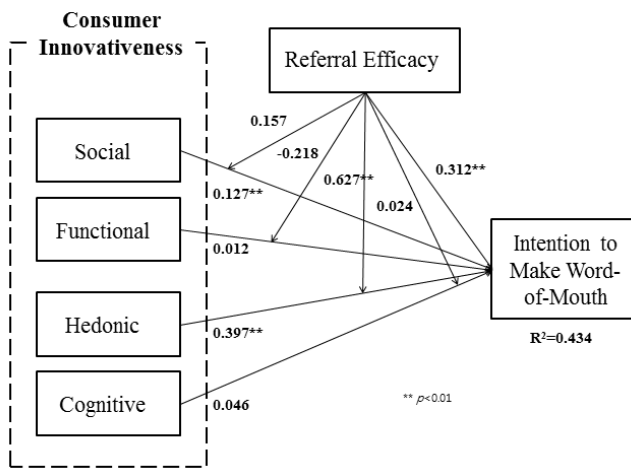 Consumer
Innovativeness
Referral Efficacy
Social
Functional
Hedonic
Cognitive
0.157
-0.218
0.627**
0.024
0.312**
0.127**
0.012
0.397**
0.046
Intention to
Make Word-
of-Mouth
R²=0.434
** p<0.01